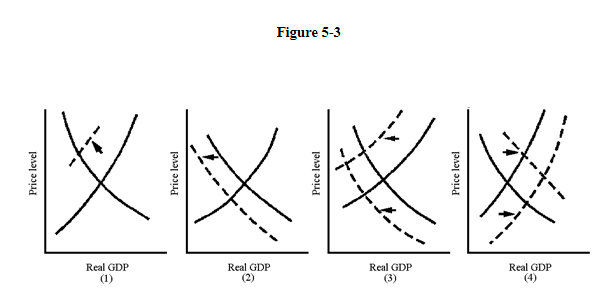 Figure 5-3
Price level
Real GDP
(1)
Price level
Real GDP
(2)
Price level
Real GDP
(3)
Price level
Real GDP
(4)